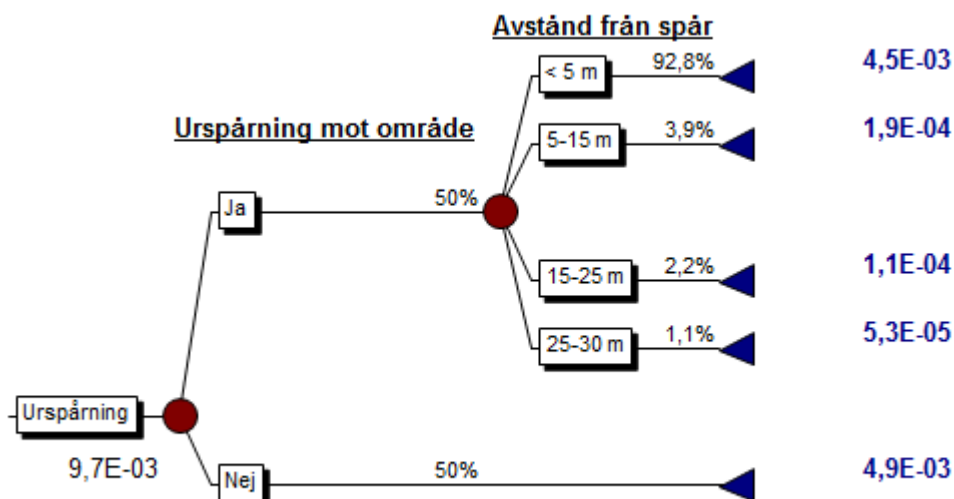 Avstånd från spår
< 5 m 92,8% 4,5E-03
Urspårning mot område
5-15 m 3,9% 1,9E-04
Ja 50%
15-25 m 2,2% 1,1E-04
25-30 m 1,1% 5,3E-05
Urspårning
9,7E-03
Nej 50% 4,9E-03